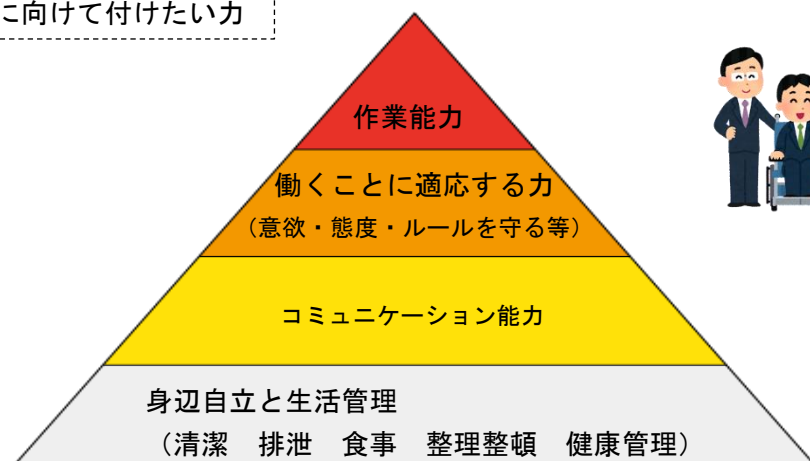 に向けて付けたい力
作業能力
働くことに適応する力
（意欲・態度・ルールを守る等）
コミュニケーション能力
身辺自立と生活管理
（清潔　排泄　食事　整理整頓　健康管理）